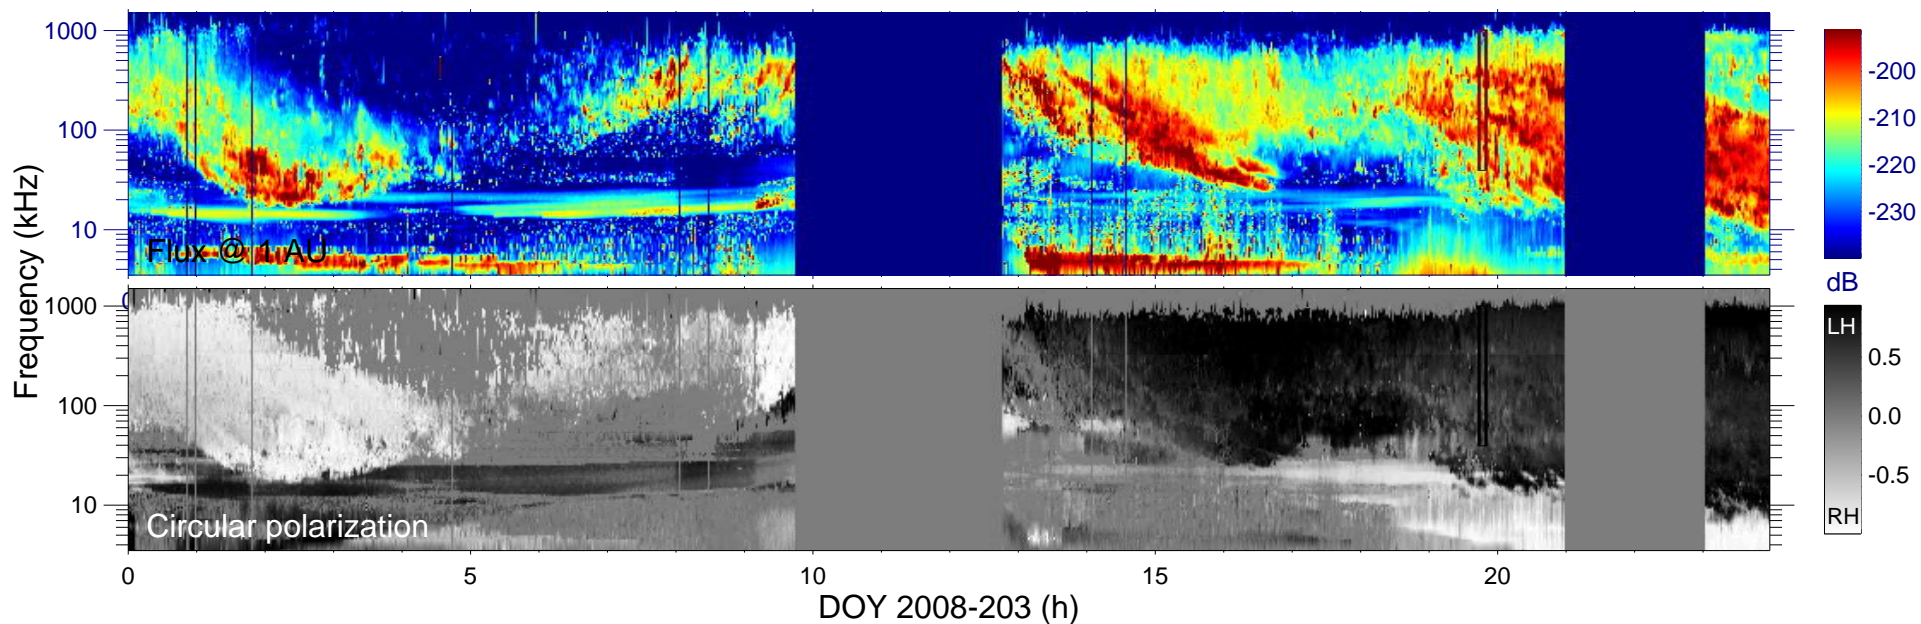 1000
100
10
Flux @ 1 AU
-200
-210
-220
-230
dB
Frequency (kHz)
0
1000
100
10
Circular polarization
LH
0.5
0.0
-0.5
RH
0
5
10
15
20
DOY 2008-203 (h)